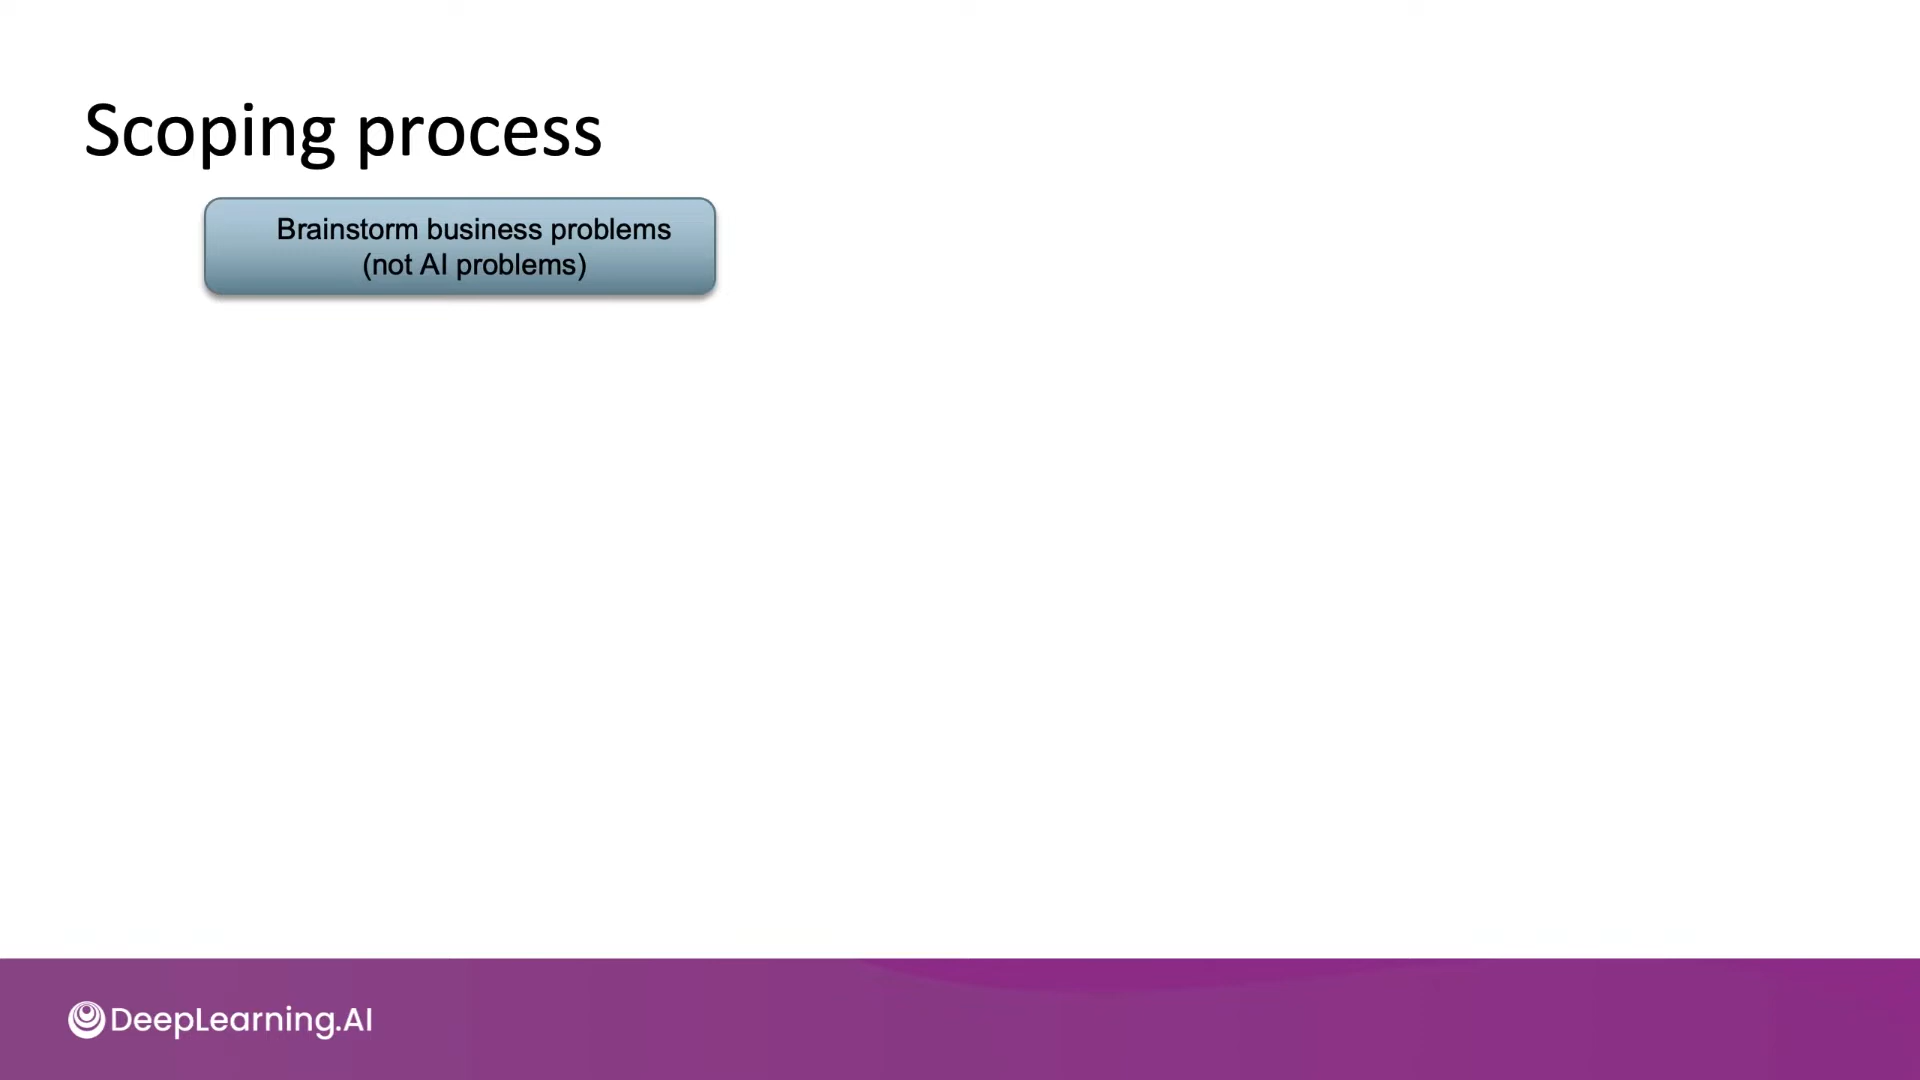 Scoping process
Brainstorm business problems
(not AI problems)
DeepLearning.AI